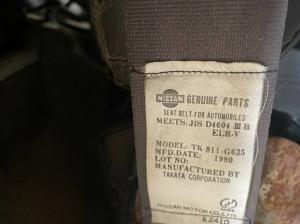 NISSAN GENUINE PARTS
SEAT BELT FOR AUTOMOBILES
MEETS: JIS D4604 III B
ELR-V
MODEL: TK 811-G635
MFD.DATE: 1990
LOT NO:
MANUFACTURED BY
TAKATA CORPORATION
NISSAN MOTOR CO.,LTD.
K2410